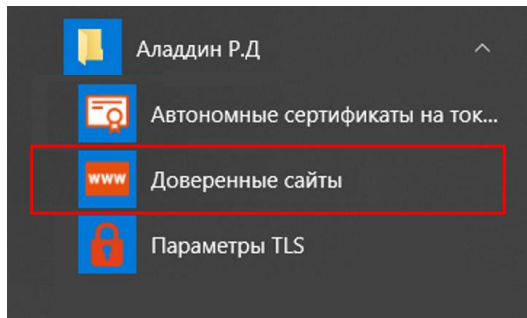 Аладдин Р.Д
Автономные сертификаты на ток...
www
Доверенные сайты
Параметры TLS